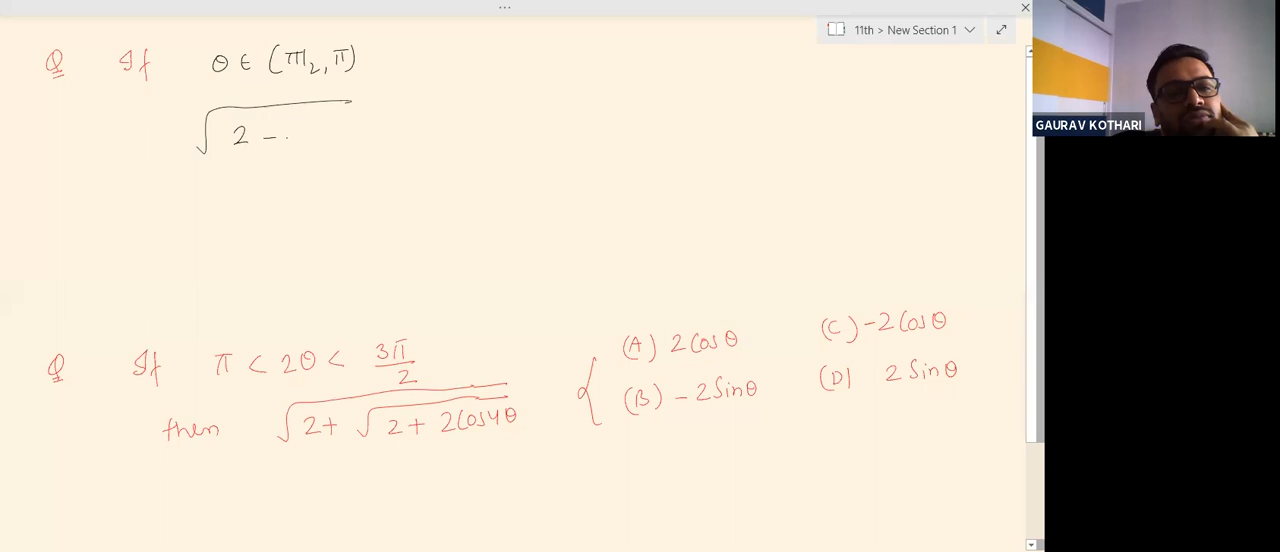 11th > New Section 1
GAURAV KOTHARI
Q If θ ∈ (π/2, π)
√(2 - ..
Q If π < 2θ < 3π/2
then √(2+ √(2+ 2Cos4θ
(A) 2Cosθ (C) -2Cosθ
(B) -2Sinθ (D) 2Sinθ